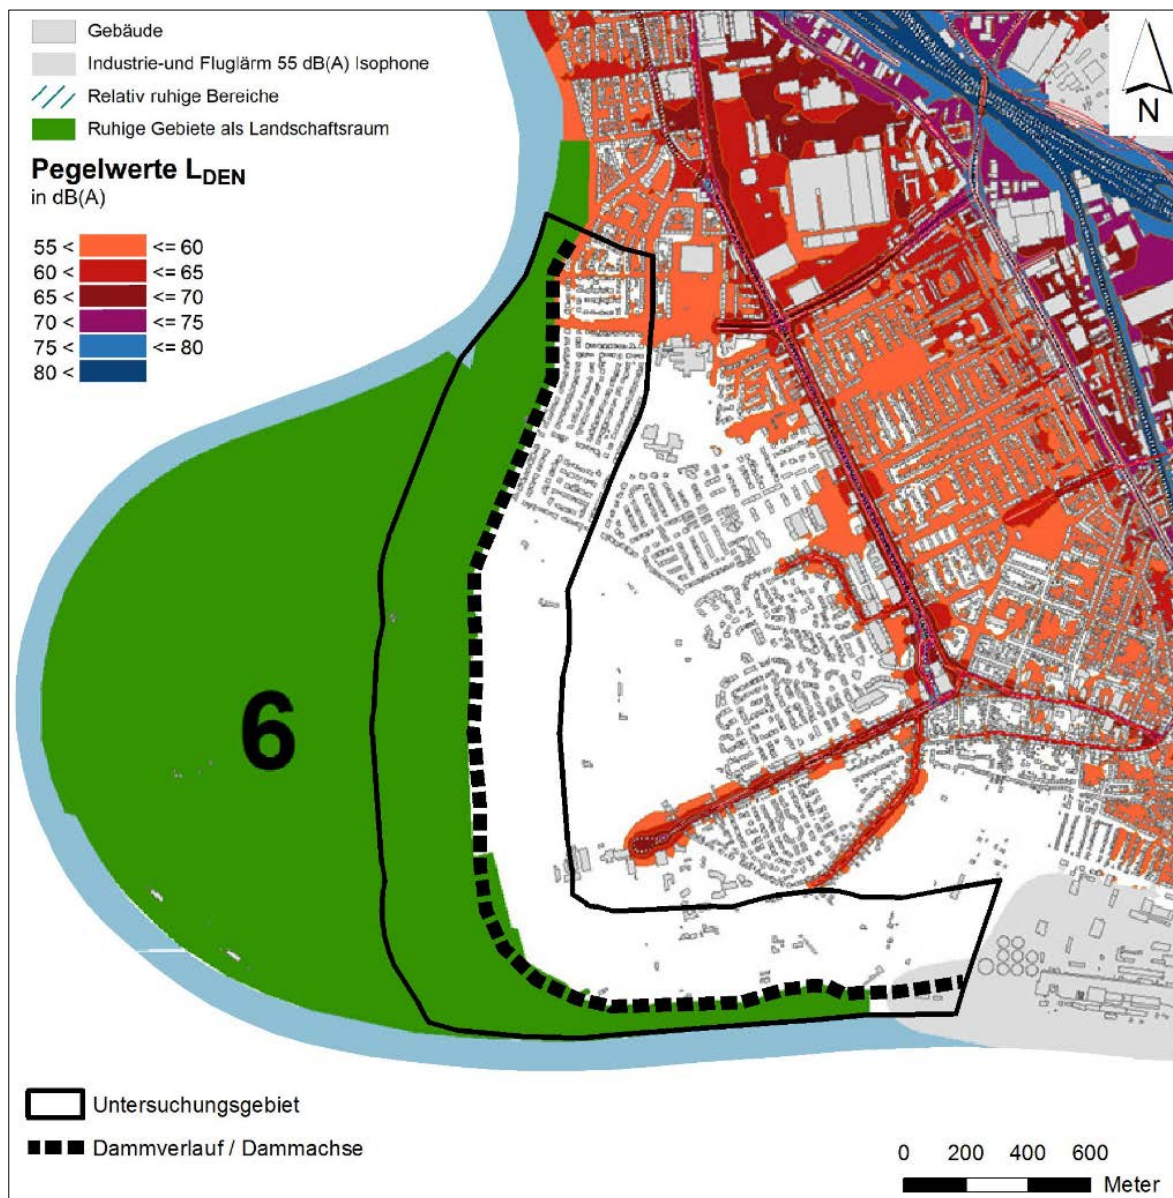 Gebäude
Industrie-und Fluglärm 55 dB(A) Isophone
Relativ ruhige Bereiche
Ruhige Gebiete als Landschaftsraum
Pegelwerte LDEN
in dB(A)
55 < <= 60
60 < <= 65
65 < <= 70
70 < <= 75
75 < <= 80
80 <
N
6
Untersuchungsgebiet
Dammverlauf / Dammachse
0 200 400 600
Meter